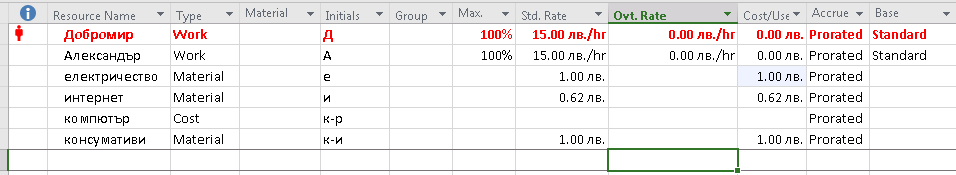 Resource Name Type Material Initials Group Max. Std. Rate Ovt. Rate Cost/Use Accrue Base
Добромир Work Д 100% 15.00 лв./hr 0.00 лв./hr 0.00 лв. Prorated Standard
Александър Work А 100% 15.00 лв./hr 0.00 лв./hr 0.00 лв. Prorated Standard
електричество Material е 1.00 лв. 1.00 лв. Prorated
интернет Material и 0.62 лв. 0.62 лв. Prorated
компютър Cost к-р Prorated
консумативи Material к-и 1.00 лв. 1.00 лв. Prorated